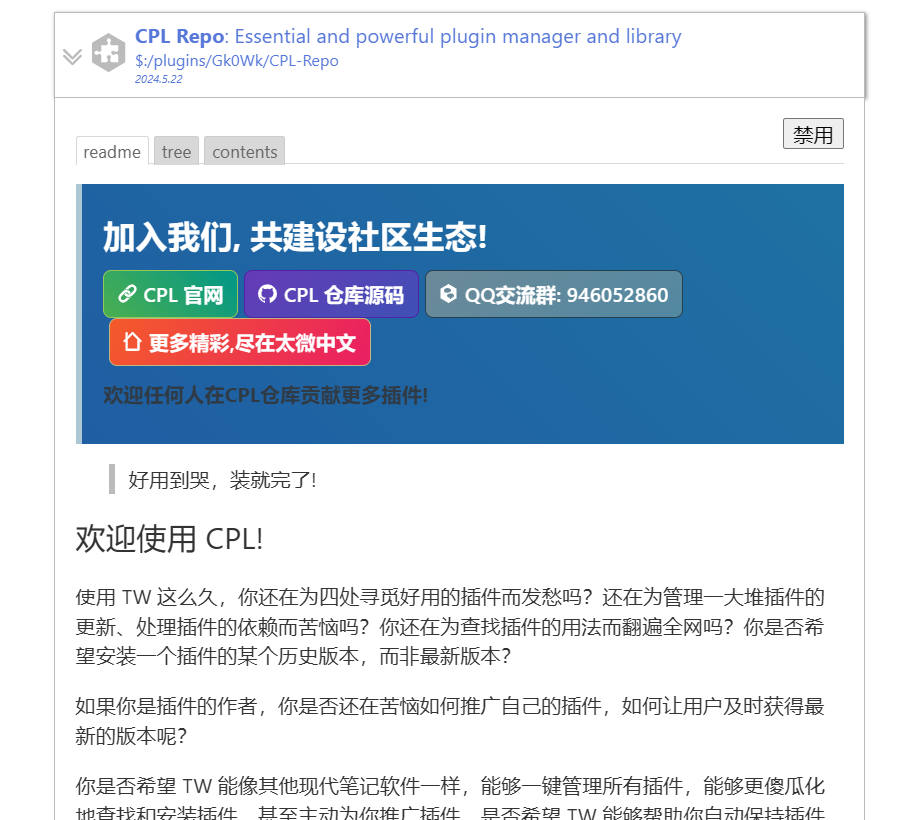 CPL Repo: Essential and powerful plugin manager and library
$:/plugins/Gk0Wk/CPL-Repo
2024.5.22
禁用
readme tree contents
加入我们, 共建设社区生态!
CPL 官网 CPL 仓库源码 QQ交流群: 946052860
更多精彩,尽在太微中文
欢迎任何人在CPL仓库贡献更多插件!
好用到哭，装就完了!
欢迎使用 CPL!
使用 TW 这么久，你还在为四处寻觅好用的插件而发愁吗？还在为管理一大堆插件的
更新、处理插件的依赖而苦恼吗？你还在为查找插件的用法而翻遍全网吗？你是否希
望安装一个插件的某个历史版本，而非最新版本？
如果你是插件的作者，你是否还在苦恼如何推广自己的插件，如何让用户及时获得最
新的版本呢？
你是否希望 TW 能像其他现代笔记软件一样，能够一键管理所有插件，能够更傻瓜化
地查找和安装插件，甚至主动为你推广插件，是否希望 TW 能够帮助你自动保持插件